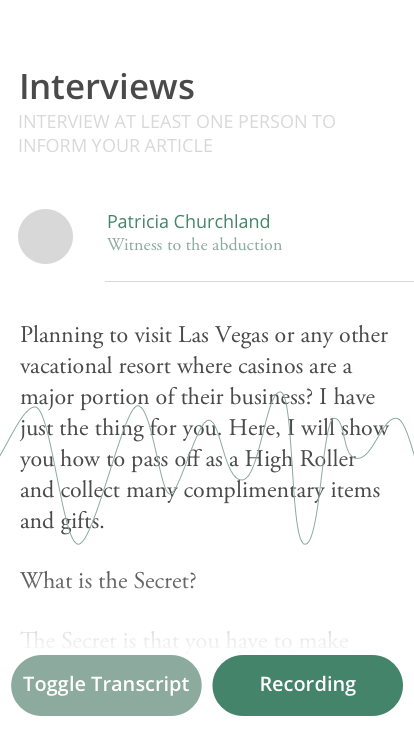 Interviews
INTERVIEW AT LEAST ONE PERSON TO
INFORM YOUR ARTICLE
Patricia Churchland
Witness to the abduction
Planning to visit Las Vegas or any other
vacational resort where casinos are a
major portion of their business? I have
just the thing for you. Here, I will show
you how to pass off as a High Roller
and collect many complimentary items
and gifts.
What is the Secret?
The Secret is that you have to make
Toggle Transcript
Recording